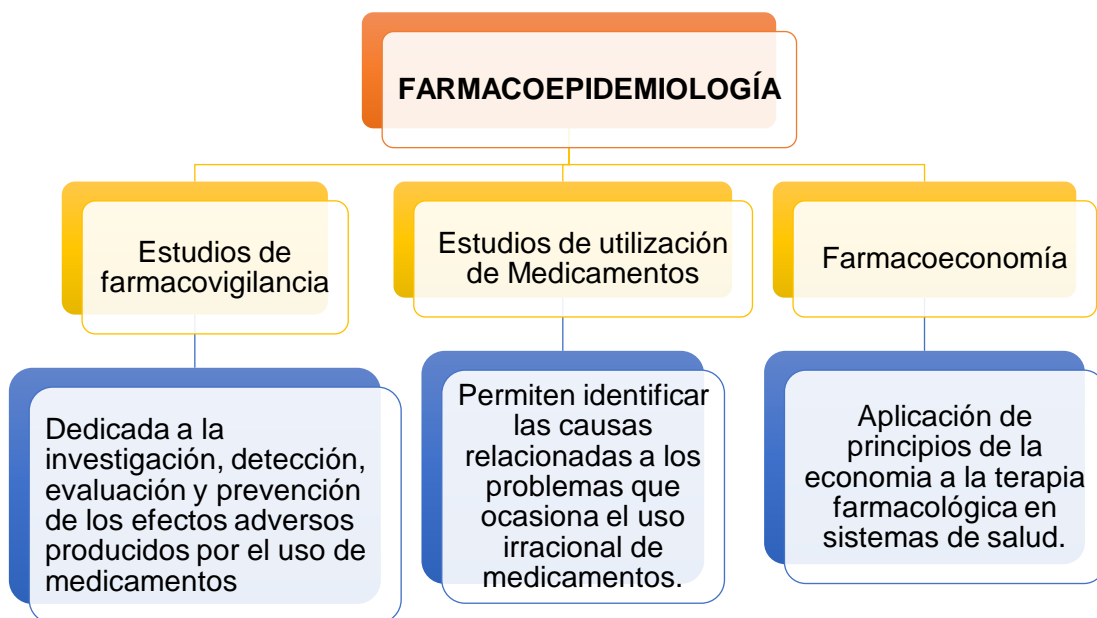 FARMACOEPIDEMIOLOGÍA
Estudios de
farmacovigilancia
Estudios de utilización
de Medicamentos
Farmacoeconomía
Dedicada a la
investigación, detección,
evaluación y prevención
de los efectos adversos
producidos por el uso de
medicamentos
Permiten identificar
las causas
relacionadas a los
problemas que
ocasiona el uso
irracional de
medicamentos.
Aplicación de
principios de la
economia a la terapia
farmacológica en
sistemas de salud.